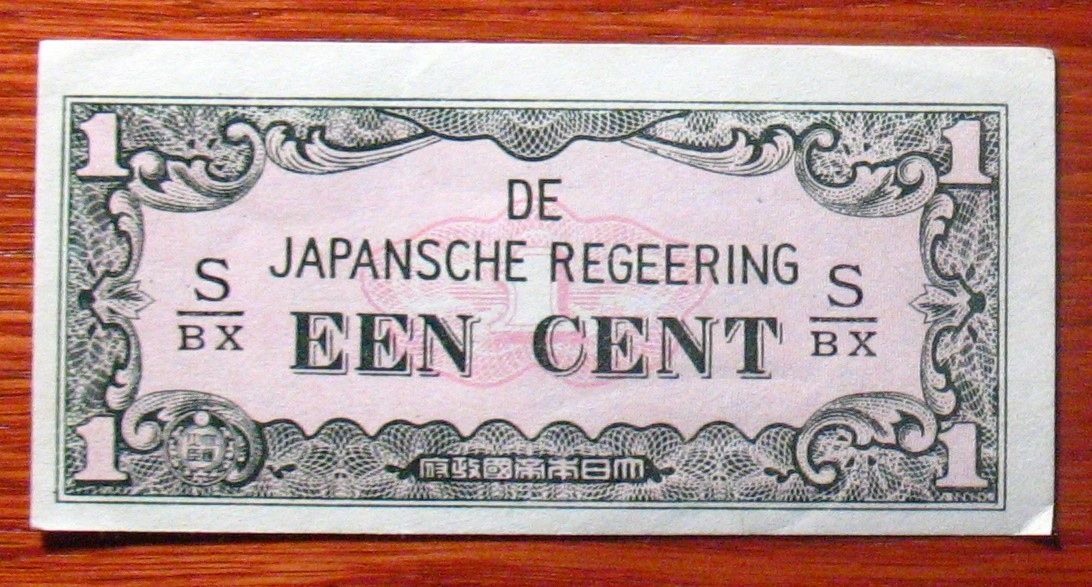 1 1
DE
JAPANSCHE REGEERING
S S
BX BX
EEN CENT
1 1
府政國帝本日大